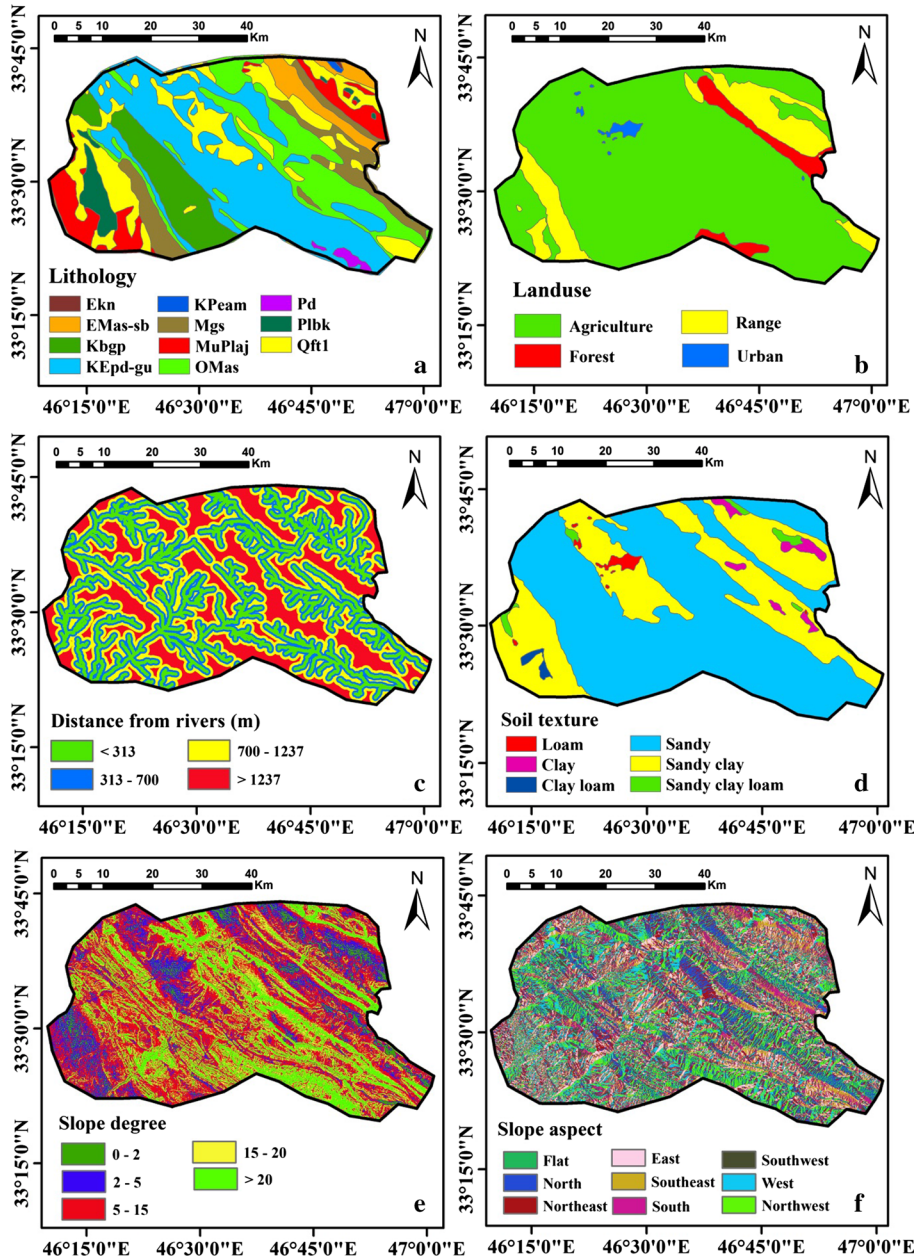 0 5 10 20 30 40
Km
N
33°45'0"N
33°30'0"N
33°15'0"N
Lithology
Ekn
KPeam
Pd
EMas-sb
Mgs
Plbk
Kbgp
MuPlaj
Qft1
KEpd-gu
OMas
a
46°15'0"E 46°30'0"E 46°45'0"E 47°0'0"E
0 5 10 20 30 40
Km
N
33°45'0"N
33°30'0"N
33°15'0"N
Landuse
Agriculture
Range
Forest
Urban
b
46°15'0"E 46°30'0"E 46°45'0"E 47°0'0"E
0 5 10 20 30 40
Km
N
33°45'0"N
33°30'0"N
33°15'0"N
Distance from rivers (m)
< 313
700 - 1237
313 - 700
> 1237
c
46°15'0"E 46°30'0"E 46°45'0"E 47°0'0"E
0 5 10 20 30 40
Km
N
33°45'0"N
33°30'0"N
33°15'0"N
Soil texture
Loam
Sandy
Clay
Sandy clay
Clay loam
Sandy clay loam
d
46°15'0"E 46°30'0"E 46°45'0"E 47°0'0"E
0 5 10 20 30 40
Km
N
33°45'0"N
33°30'0"N
33°15'0"N
Slope degree
0 - 2
15 - 20
2 - 5
> 20
5 - 15
e
46°15'0"E 46°30'0"E 46°45'0"E 47°0'0"E
0 5 10 20 30 40
Km
N
33°45'0"N
33°30'0"N
33°15'0"N
Slope aspect
Flat
East
Southwest
North
Southeast
West
Northeast
South
Northwest
f
46°15'0"E 46°30'0"E 46°45'0"E 47°0'0"E